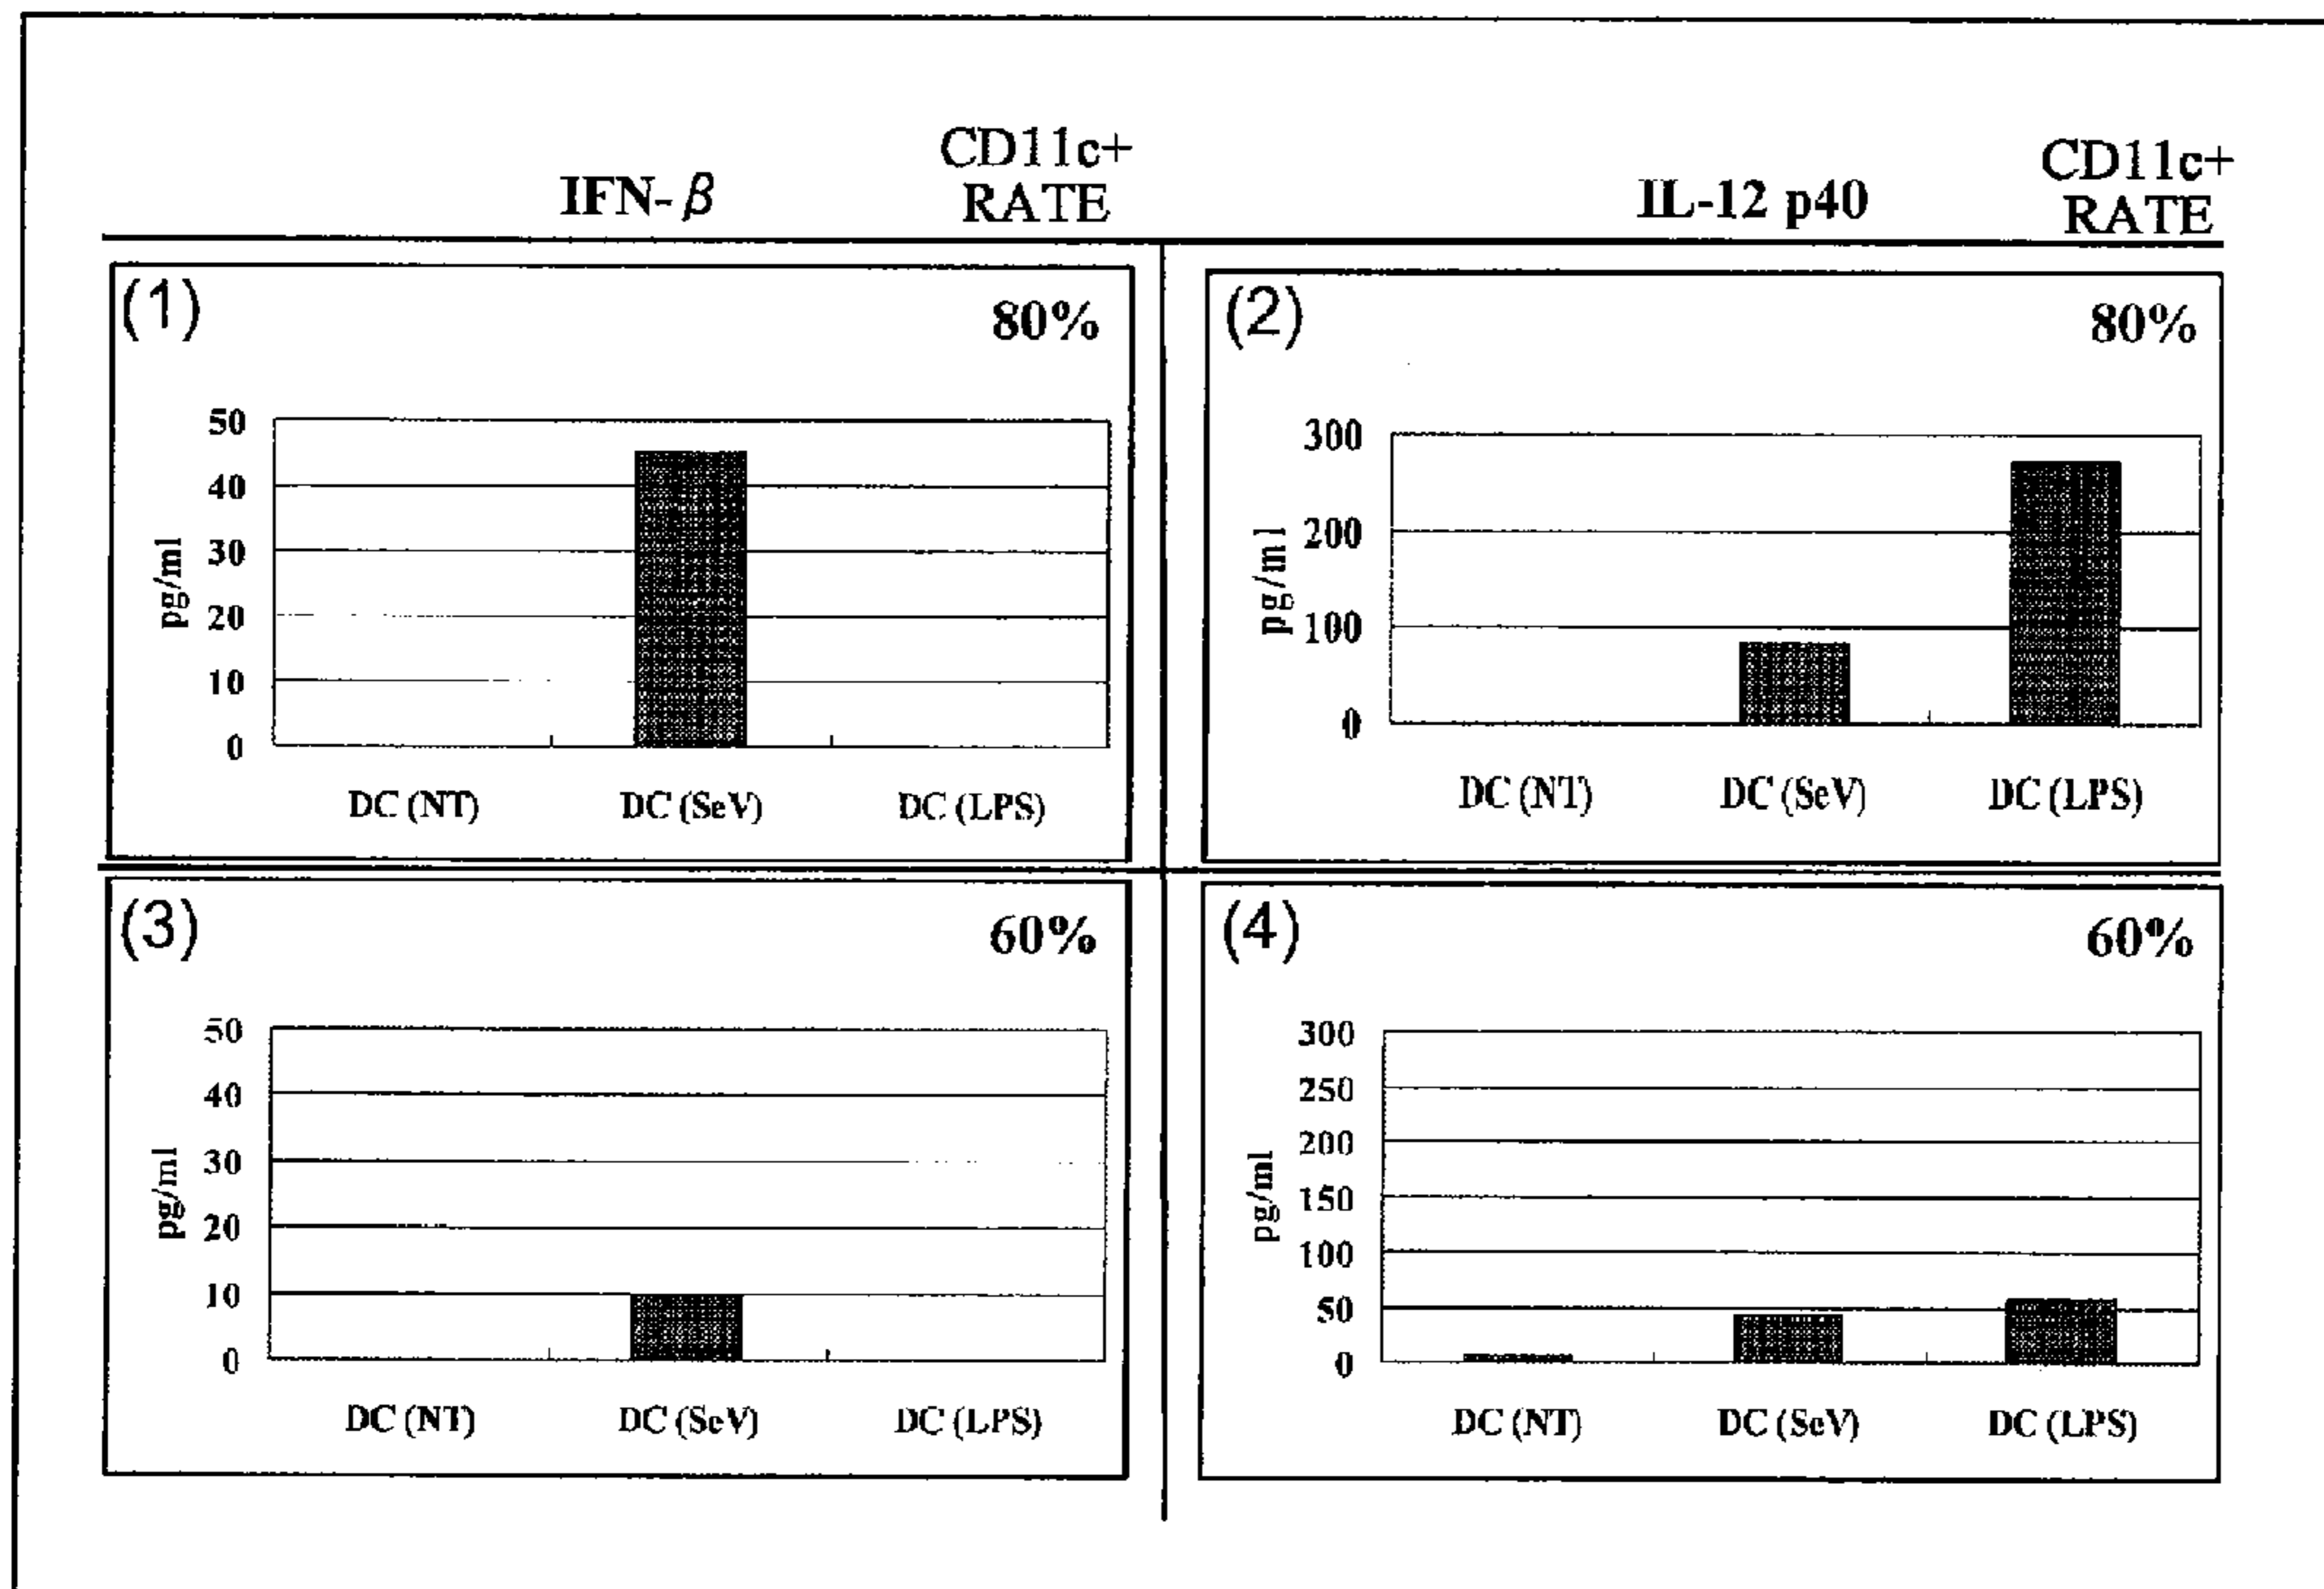 IFN-β
CD11c+
RATE
IL-12 p40
CD11c+
RATE
(1)
80%
50
40
30
20
10
0
pg/ml
DC (NT) DC (SeV) DC (LPS)
(2)
80%
300
200
100
0
pg/ml
DC (NT) DC (SeV) DC (LPS)
(3)
60%
50
40
30
20
10
0
pg/ml
DC (NT) DC (SeV) DC (LPS)
(4)
60%
300
250
200
150
100
50
0
pg/ml
DC (NT) DC (SeV) DC (LPS)